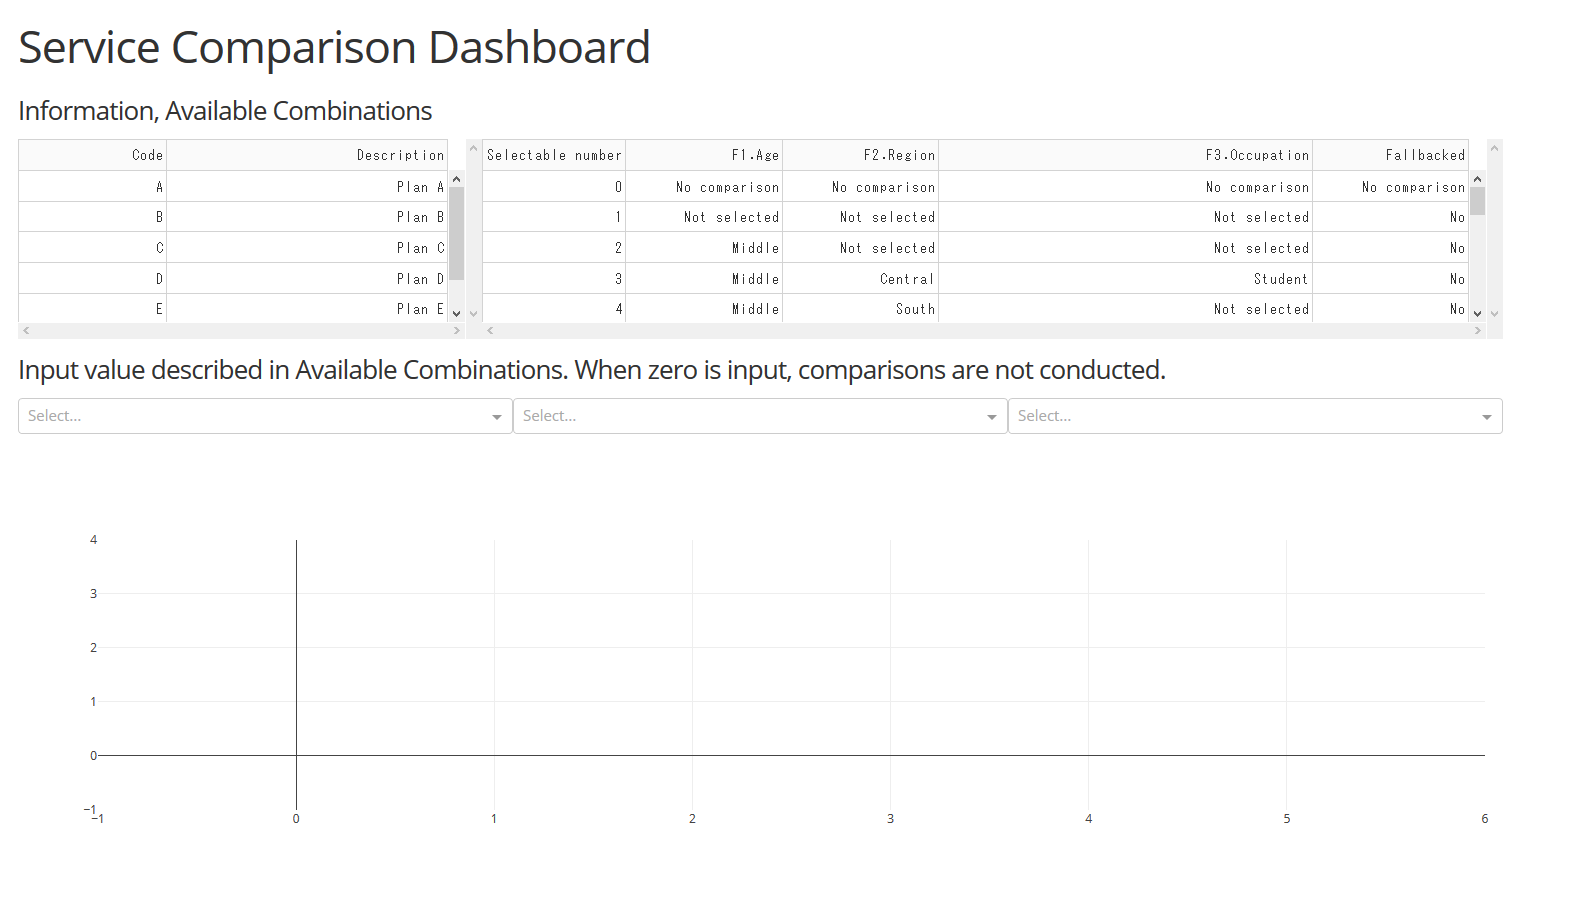 Service Comparison Dashboard
Information, Available Combinations
Code Description Selectable number F1.Age F2.Region F3.Occupation Fallbacked
A Plan A 0 No comparison No comparison No comparison No comparison
B Plan B 1 Not selected Not selected Not selected No
C Plan C 2 Middle Not selected Not selected No
D Plan D 3 Middle Central Student No
E Plan E 4 Middle South Not selected No
Input value described in Available Combinations. When zero is input, comparisons are not conducted.
Select... Select... Select...
4
3
2
1
0
−1
−1 0 1 2 3 4 5 6